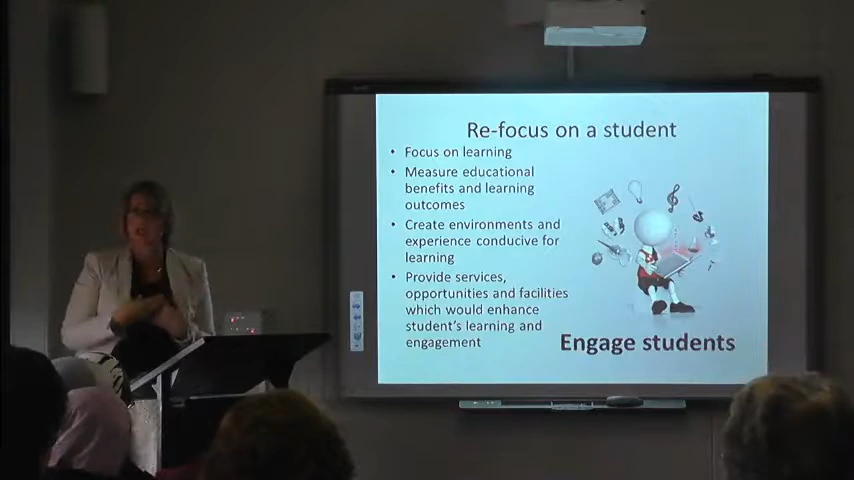 Re-focus on a student
• Focus on learning
• Measure educational
benefits and learning
outcomes
• Create environments and
experience conducive for
learning
• Provide services,
opportunities and facilities
which would enhance
student's learning and
engagement
Engage students